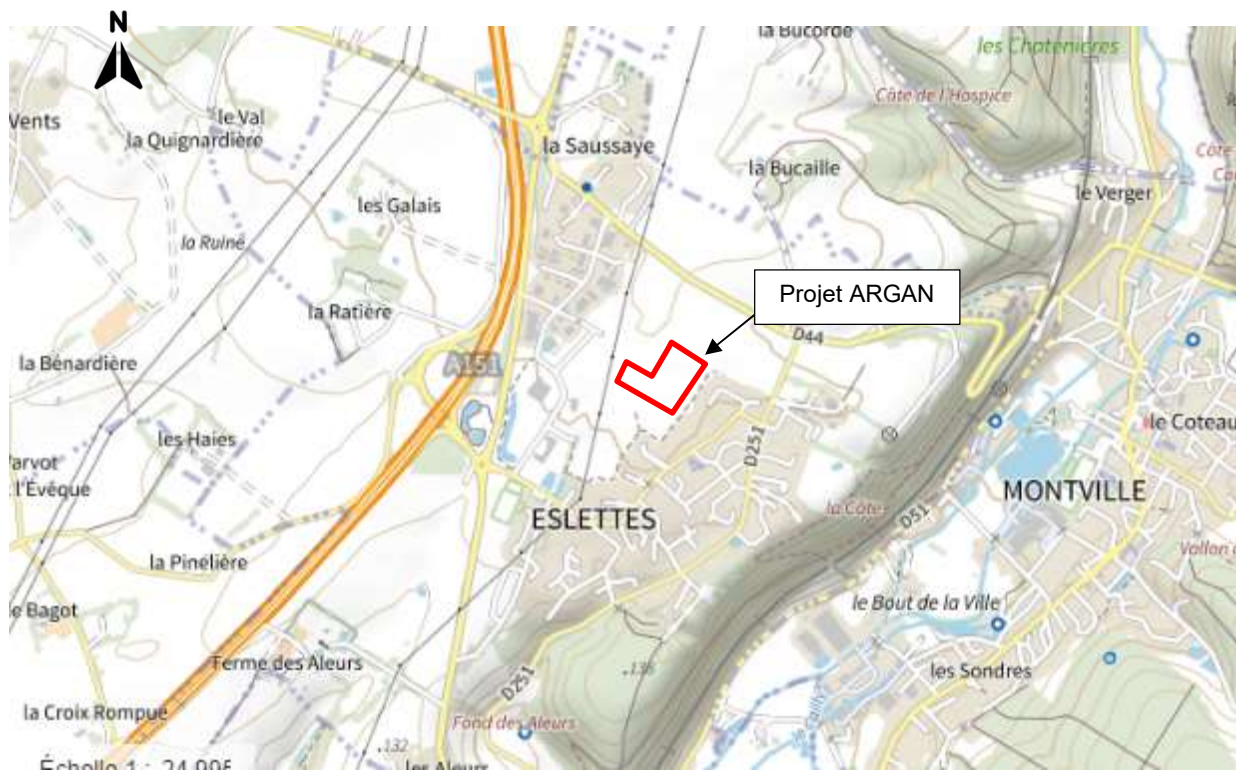 N
la Bucorde
les Chatenières
Côte de l'Hospice
Vents
le Val
la Quignardière
la Saussaye
la Bucaille
le Verger
les Galais
la Ruine
la Ratière
Projet ARGAN
D44
la Bénardière
A151
les Haies
le Coteau
D251
l'Évêque
ESLETTES
MONTVILLE
la Côte
D51
la Pinelière
Bagot
le Bout de la Ville
Ferme des Aleurs
138
les Sondres
D251
la Croix Rompue
Fond des Aleurs
132
les Aleurs